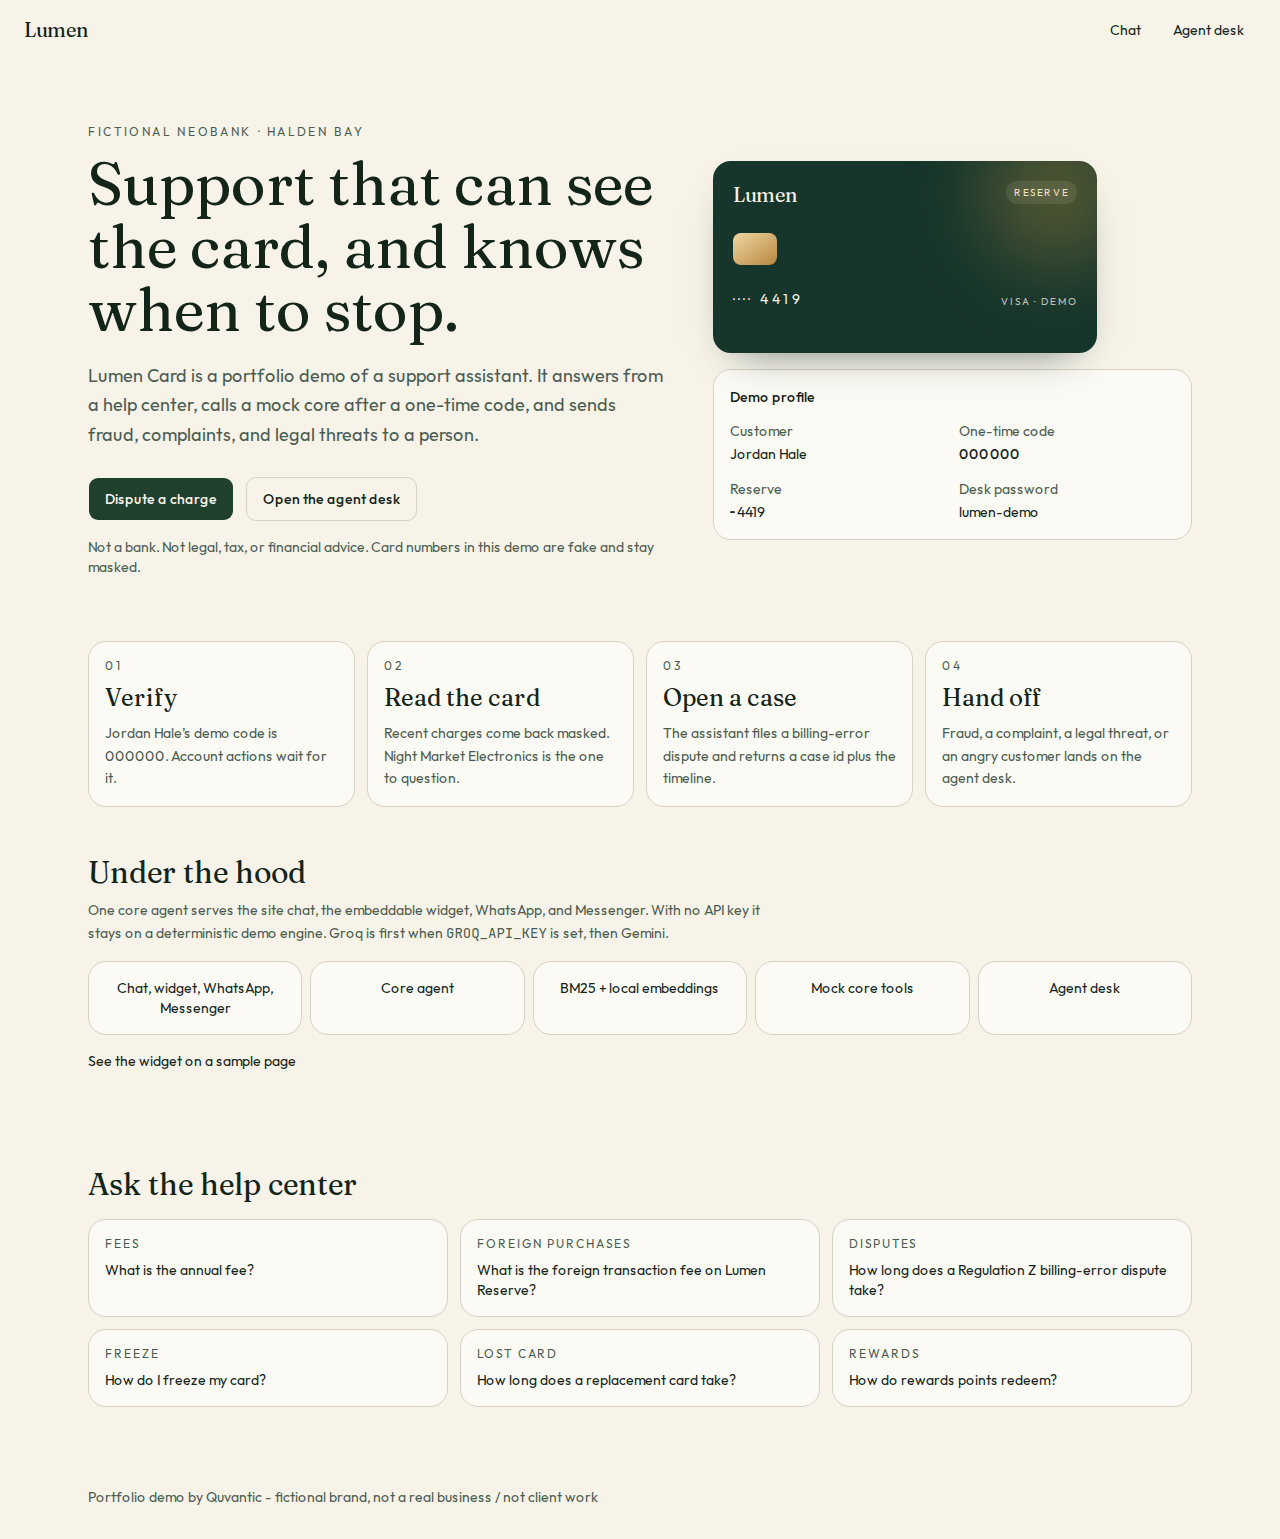 Lumen
Chat
Agent desk
FICTIONAL NEOBANK · HALDEN BAY
Support that can see
the card, and knows
when to stop.
Lumen Card is a portfolio demo of a support assistant. It answers from
a help center, calls a mock core after a one-time code, and sends
fraud, complaints, and legal threats to a person.
Dispute a charge
Open the agent desk
Not a bank. Not legal, tax, or financial advice. Card numbers in this demo are fake and stay
masked.
Lumen
RESERVE
···· 4419
VISA · DEMO
Demo profile
Customer
Jordan Hale
One-time code
000000
Reserve
-4419
Desk password
lumen-demo
01
Verify
Jordan Hale’s demo code is
000000. Account actions wait for
it.
02
Read the card
Recent charges come back masked.
Night Market Electronics is the one
to question.
03
Open a case
The assistant files a billing-error
dispute and returns a case id plus the
timeline.
04
Hand off
Fraud, a complaint, a legal threat, or
an angry customer lands on the
agent desk.
Under the hood
One core agent serves the site chat, the embeddable widget, WhatsApp, and Messenger. With no API key it
stays on a deterministic demo engine. Groq is first when GROQ_API_KEY is set, then Gemini.
Chat, widget, WhatsApp,
Messenger
Core agent
BM25 + local embeddings
Mock core tools
Agent desk
See the widget on a sample page
Ask the help center
FEES
What is the annual fee?
FOREIGN PURCHASES
What is the foreign transaction fee on Lumen
Reserve?
DISPUTES
How long does a Regulation Z billing-error dispute
take?
FREEZE
How do I freeze my card?
LOST CARD
How long does a replacement card take?
REWARDS
How do rewards points redeem?
Portfolio demo by Quvantic - fictional brand, not a real business / not client work